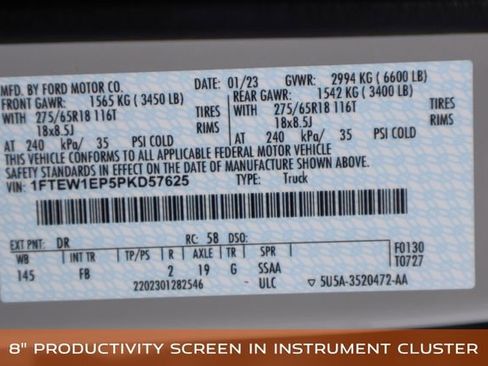 MFD. BY FORD MOTOR CO.
DATE: 01/23 GVWR: 2994 KG (6600 LB)
FRONT GAWR: 1565 KG (3450 LB) REAR GAWR: 1542 KG (3400 LB)
WITH 275/65R18 116T TIRES WITH 275/65R18 116T TIRES
18x8.5J RIMS 18x8.5J RIMS
AT 240 kPa/ 35 PSI COLD AT 240 kPa/ 35 PSI COLD
THIS VEHICLE CONFORMS TO ALL APPLICABLE FEDERAL MOTOR VEHICLE
SAFETY STANDARDS IN EFFECT ON THE DATE OF MANUFACTURE SHOWN ABOVE.
VIN: 1FTEW1EP5PKD57625 TYPE: Truck
EXT PNT: DR RC: 58 DSO:
WB INT TR TP/PS R AXLE TR SPR
145 FB 2 19 G SSAA
F0130
T0727
2202301282546 ULC 5U5A-3520472-AA
8" PRODUCTIVITY SCREEN IN INSTRUMENT CLUSTER